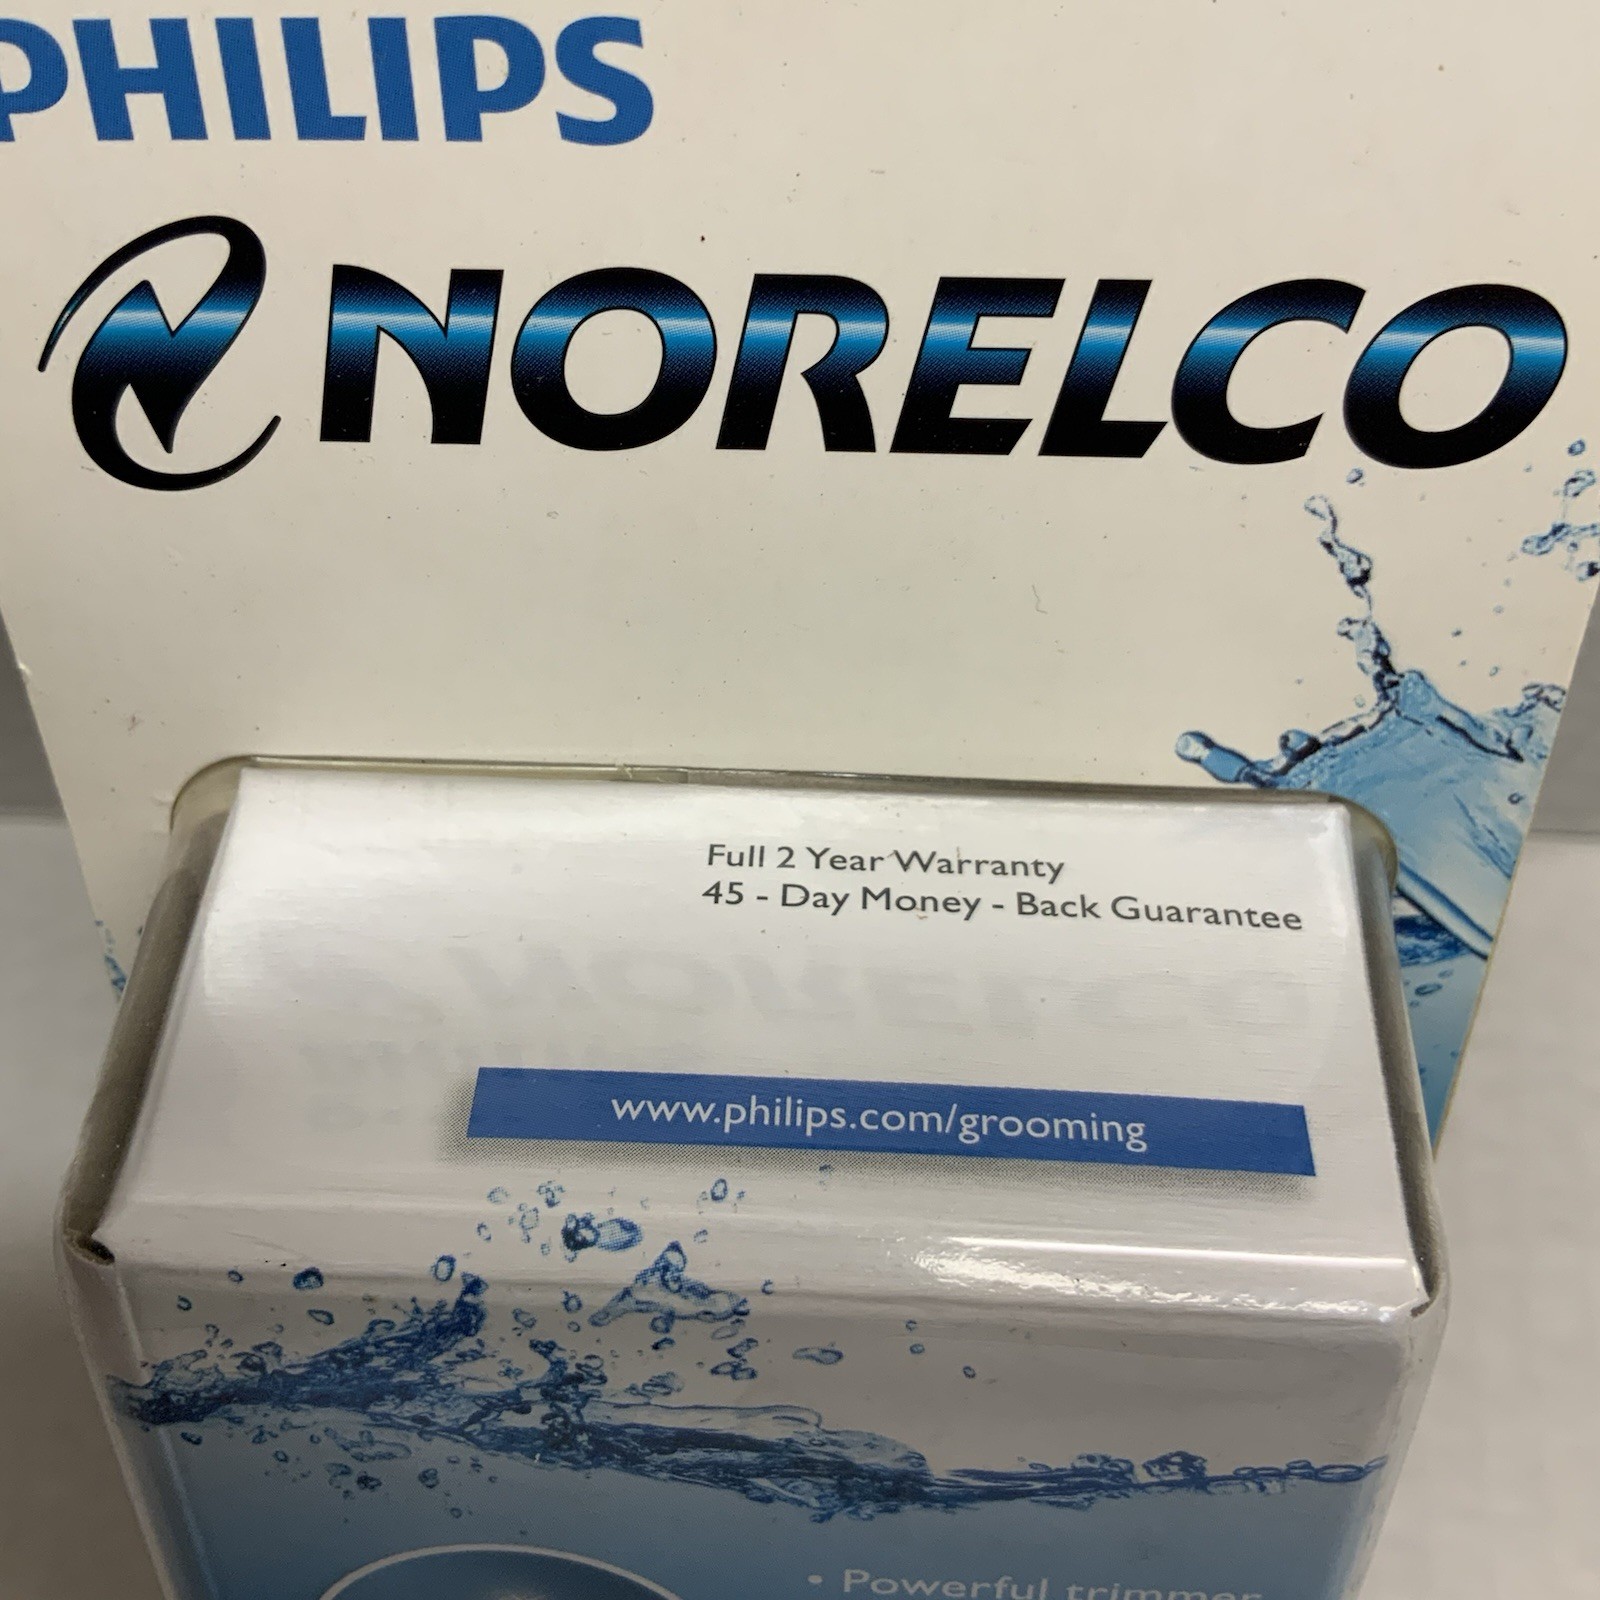 PHILIPS
NORELCO
Full 2 Year Warranty
45 - Day Money - Back Guarantee
www.philips.com/grooming
• Powerful trimmer